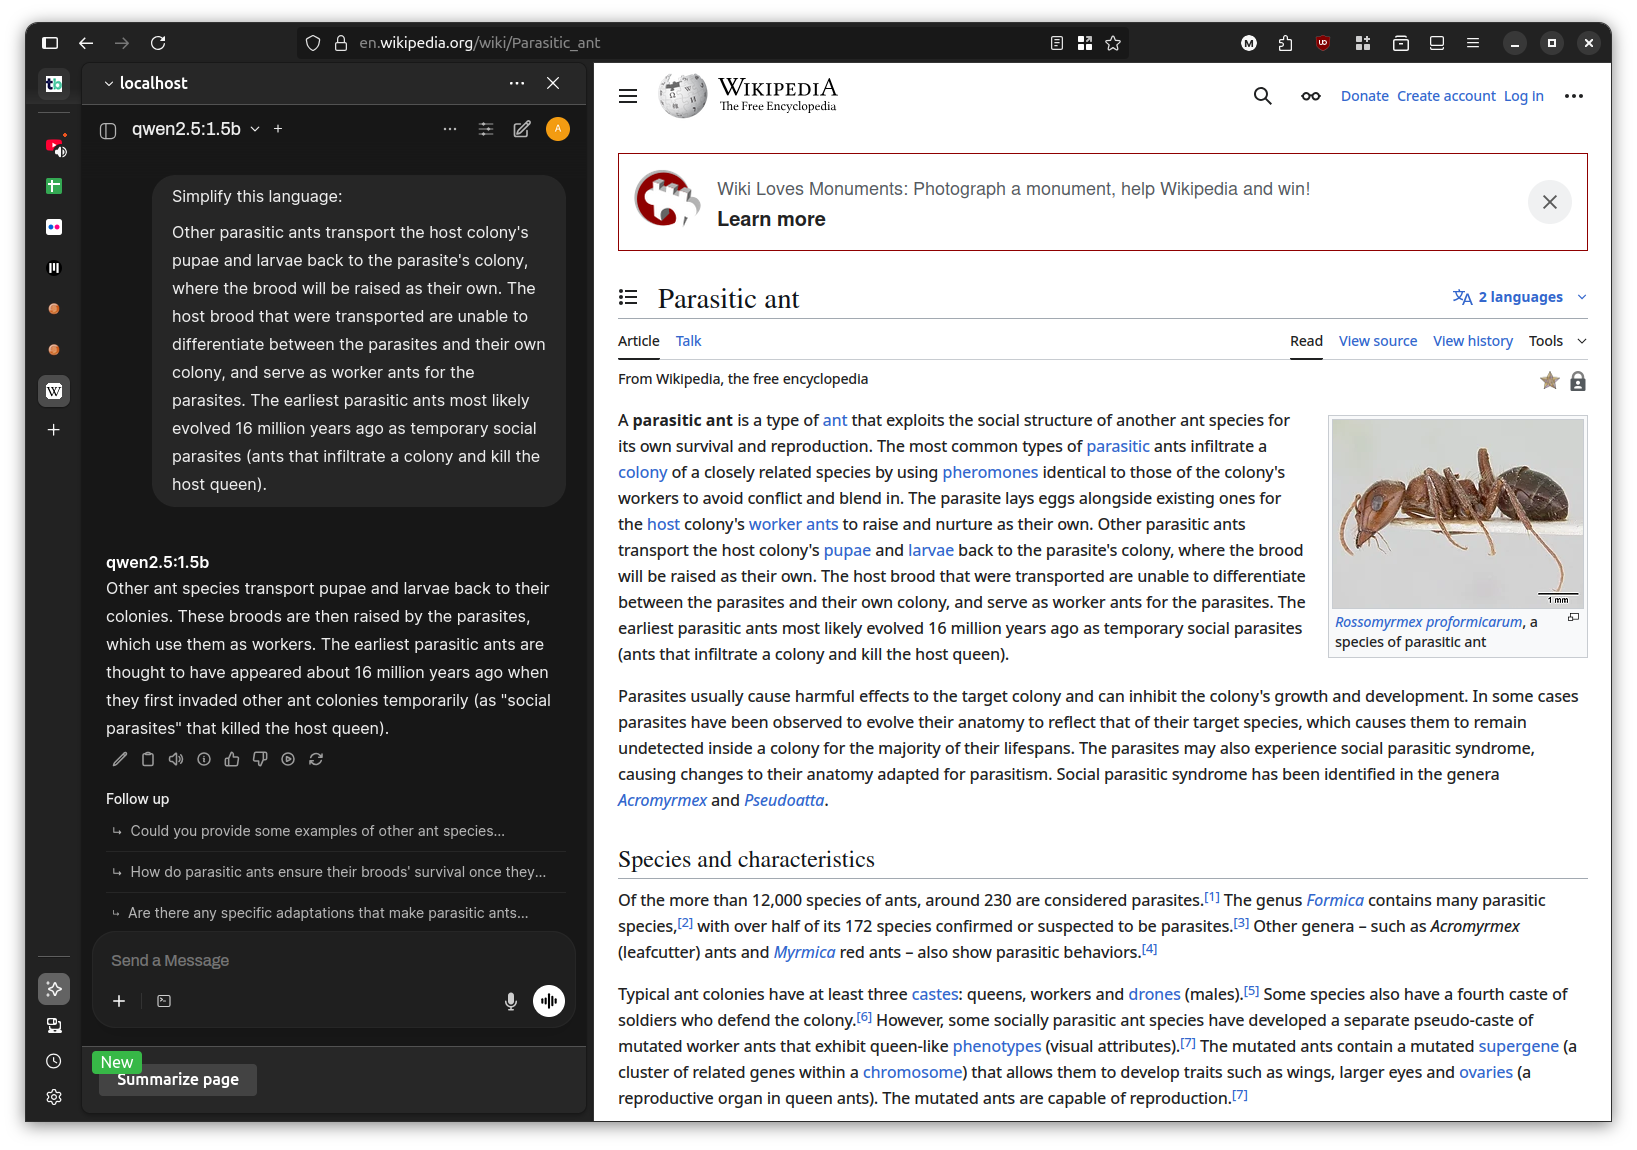 en.wikipedia.org/wiki/Parasitic_ant
localhost
qwen2.5:1.5b
A
Simplify this language:
Other parasitic ants transport the host colony's
pupae and larvae back to the parasite's colony,
where the brood will be raised as their own. The
host brood that were transported are unable to
differentiate between the parasites and their own
colony, and serve as worker ants for the
parasites. The earliest parasitic ants most likely
evolved 16 million years ago as temporary social
parasites (ants that infiltrate a colony and kill the
host queen).
qwen2.5:1.5b
Other ant species transport pupae and larvae back to their
colonies. These broods are then raised by the parasites,
which use them as workers. The earliest parasitic ants are
thought to have appeared about 16 million years ago when
they first invaded other ant colonies temporarily (as "social
parasites" that killed the host queen).
Follow up
Could you provide some examples of other ant species...
How do parasitic ants ensure their broods' survival once they...
Are there any specific adaptations that make parasitic ants...
Send a Message
New
Summarize page
WIKIPEDIA
The Free Encyclopedia
Donate Create account Log in
Wiki Loves Monuments: Photograph a monument, help Wikipedia and win!
Learn more
Parasitic ant
2 languages
Article Talk
Read View source View history Tools
From Wikipedia, the free encyclopedia
A parasitic ant is a type of ant that exploits the social structure of another ant species for
its own survival and reproduction. The most common types of parasitic ants infiltrate a
colony of a closely related species by using pheromones identical to those of the colony's
workers to avoid conflict and blend in. The parasite lays eggs alongside existing ones for
the host colony's worker ants to raise and nurture as their own. Other parasitic ants
transport the host colony's pupae and larvae back to the parasite's colony, where the brood
will be raised as their own. The host brood that were transported are unable to differentiate
between the parasites and their own colony, and serve as worker ants for the parasites. The
earliest parasitic ants most likely evolved 16 million years ago as temporary social parasites
(ants that infiltrate a colony and kill the host queen).
1 mm
Rossomyrmex proformicarum, a
species of parasitic ant
Parasites usually cause harmful effects to the target colony and can inhibit the colony's growth and development. In some cases
parasites have been observed to evolve their anatomy to reflect that of their target species, which causes them to remain
undetected inside a colony for the majority of their lifespans. The parasites may also experience social parasitic syndrome,
causing changes to their anatomy adapted for parasitism. Social parasitic syndrome has been identified in the genera
Acromyrmex and Pseudoatta.
Species and characteristics
Of the more than 12,000 species of ants, around 230 are considered parasites.[1] The genus Formica contains many parasitic
species,[2] with over half of its 172 species confirmed or suspected to be parasites.[3] Other genera – such as Acromyrmex
(leafcutter) ants and Myrmica red ants – also show parasitic behaviors.[4]
Typical ant colonies have at least three castes: queens, workers and drones (males).[5] Some species also have a fourth caste of
soldiers who defend the colony.[6] However, some socially parasitic ant species have developed a separate pseudo-caste of
mutated worker ants that exhibit queen-like phenotypes (visual attributes).[7] The mutated ants contain a mutated supergene (a
cluster of related genes within a chromosome) that allows them to develop traits such as wings, larger eyes and ovaries (a
reproductive organ in queen ants). The mutated ants are capable of reproduction.[7]